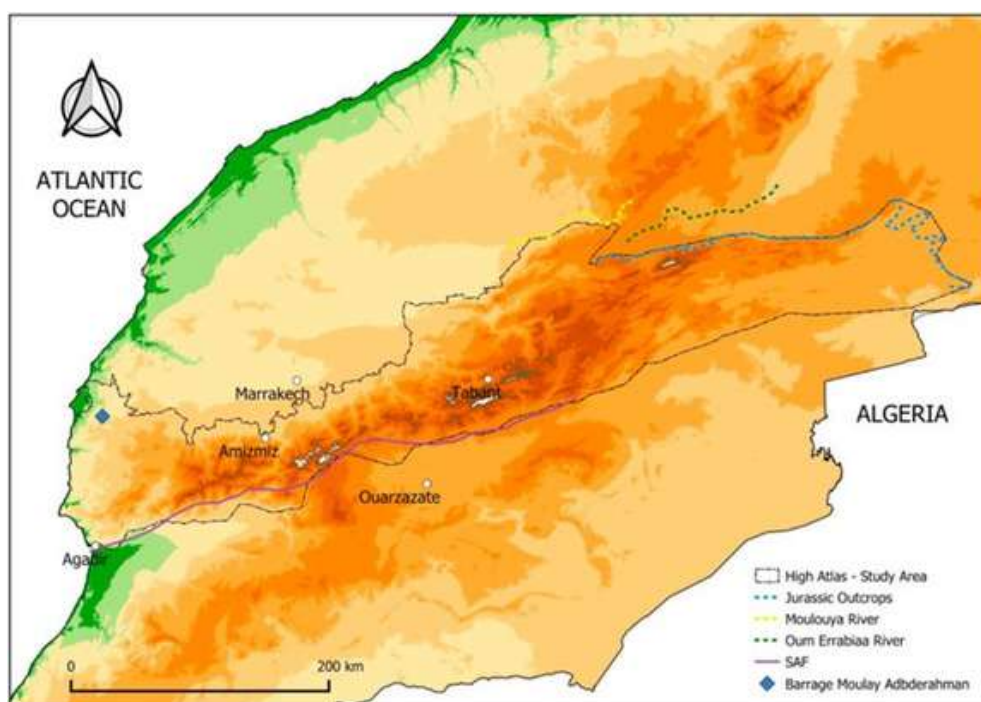 ATLANTIC
OCEAN
Marrakech
Tabant
ALGERIA
Amizmiz
Ouarzazate
Agadir
High Atlas - Study Area
Jurassic Outcrops
Moulouya River
Oum Errabiaa River
SAF
Barrage Moulay Adbderahman
0
200 km